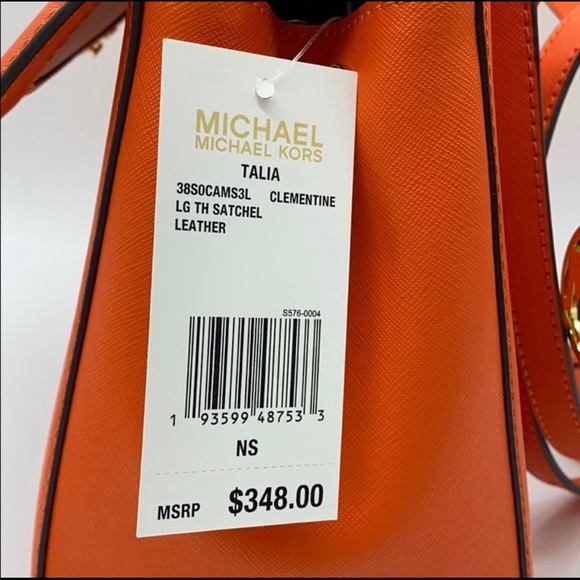 MICHAEL
MICHAEL KORS
TALIA
38S0CAMS3L CLEMENTINE
LG TH SATCHEL
LEATHER
S576-0004
1 93599 48753 3
NS
MSRP $348.00